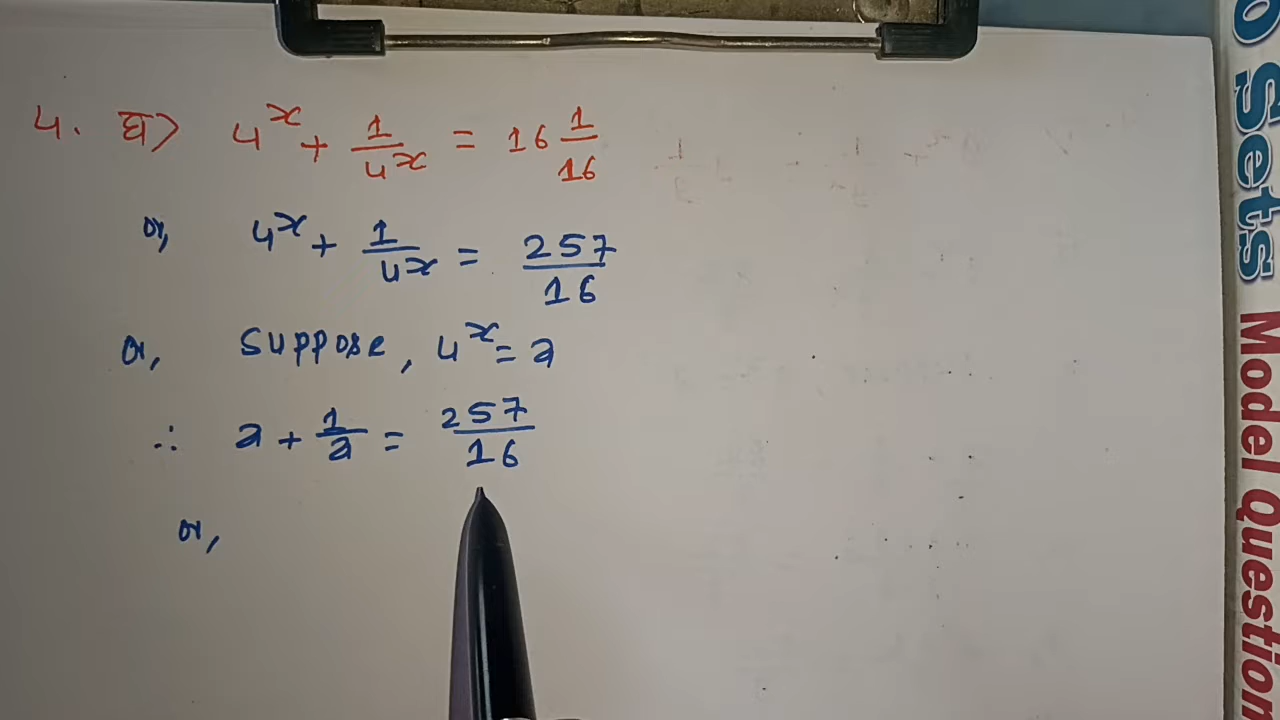 4. घ> 4^x + 1/4^x = 16 1/16
or, 4^x + 1/4^x = 257/16
or, suppose, 4^x = a
∴ a + 1/a = 257/16
or,
o Sets Model Question